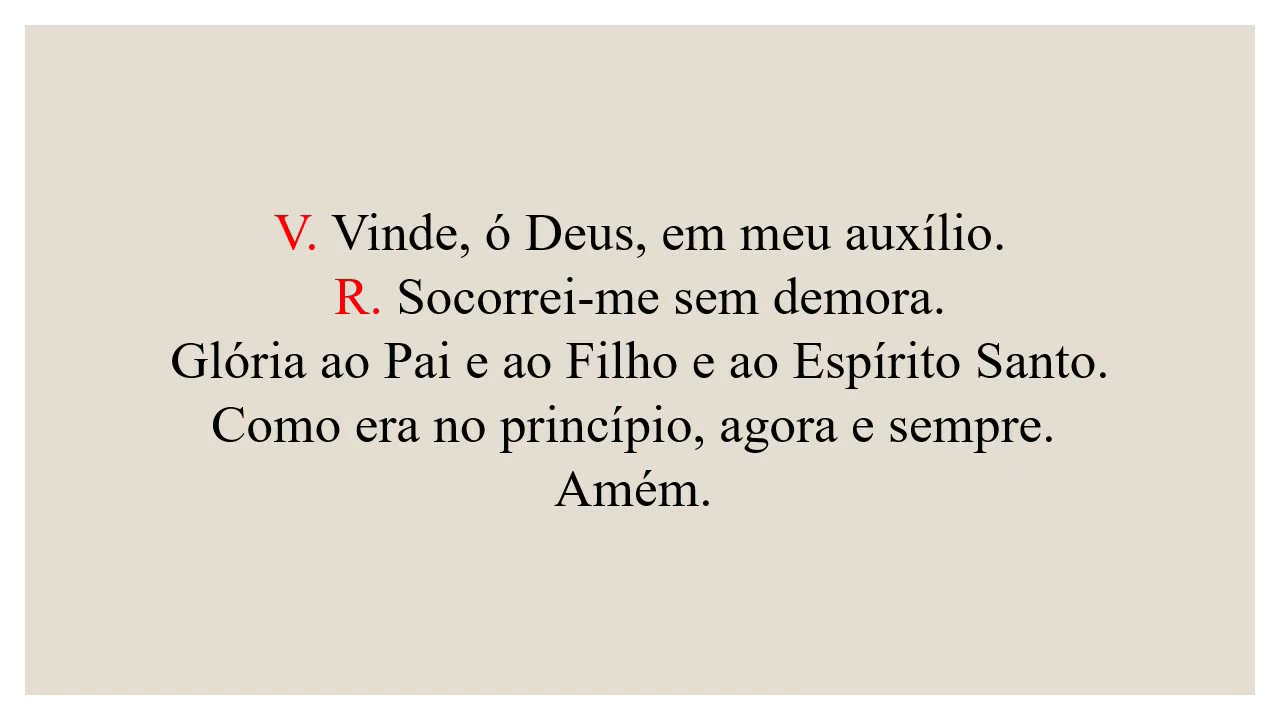 V. Vinde, ó Deus, em meu auxílio.
R. Socorrei-me sem demora.
Glória ao Pai e ao Filho e ao Espírito Santo.
Como era no princípio, agora e sempre.
Amém.